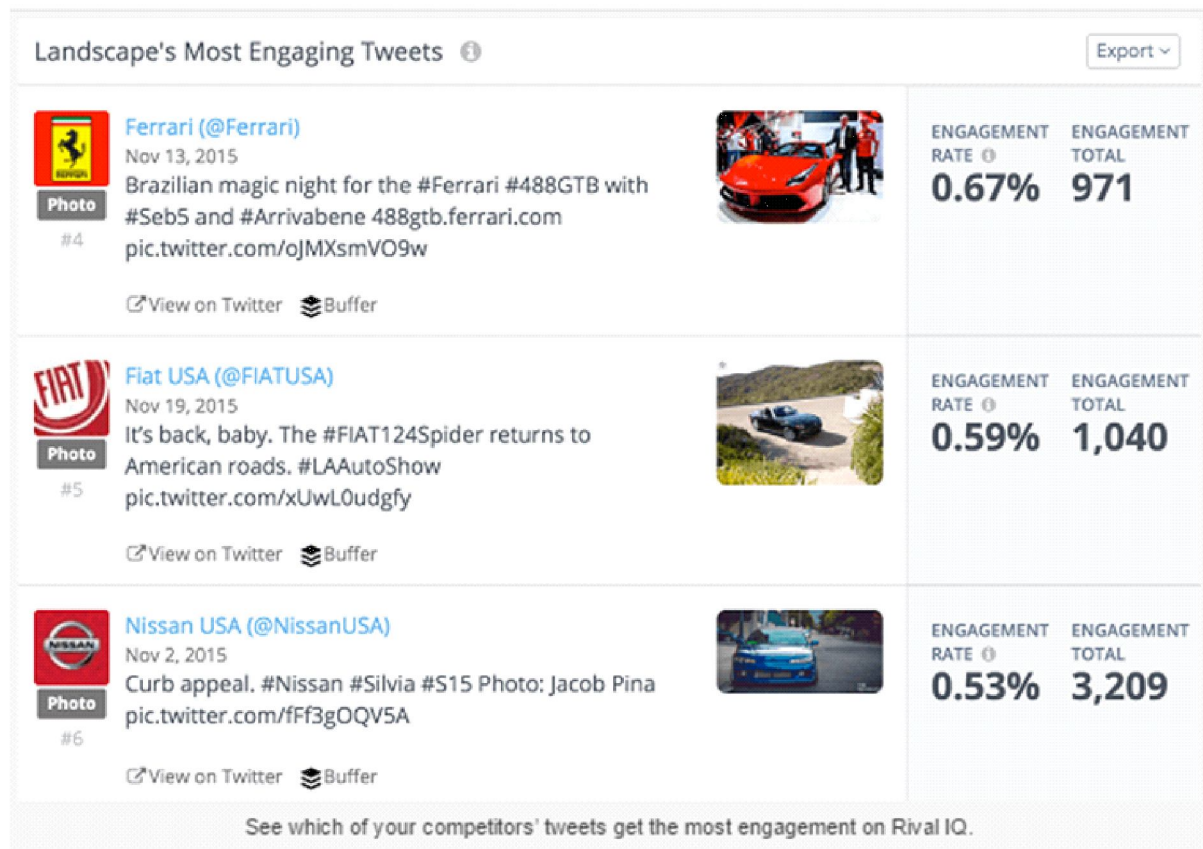 Landscape's Most Engaging Tweets
Export
Ferrari (@Ferrari)
Nov 13, 2015
Brazilian magic night for the #Ferrari #488GTB with
#Seb5 and #Arrivabene 488gtb.ferrari.com
pic.twitter.com/oJMXsmVO9w
Photo
#4
View on Twitter Buffer
ENGAGEMENT RATE
0.67%
ENGAGEMENT TOTAL
971
FIAT
Fiat USA (@FIATUSA)
Nov 19, 2015
It's back, baby. The #FIAT124Spider returns to
American roads. #LAAutoShow
pic.twitter.com/xUwL0udgfy
Photo
#5
View on Twitter Buffer
ENGAGEMENT RATE
0.59%
ENGAGEMENT TOTAL
1,040
NISSAN
Nissan USA (@NissanUSA)
Nov 2, 2015
Curb appeal. #Nissan #Silvia #S15 Photo: Jacob Pina
pic.twitter.com/fFf3gOQV5A
Photo
#6
View on Twitter Buffer
ENGAGEMENT RATE
0.53%
ENGAGEMENT TOTAL
3,209
See which of your competitors' tweets get the most engagement on Rival IQ.